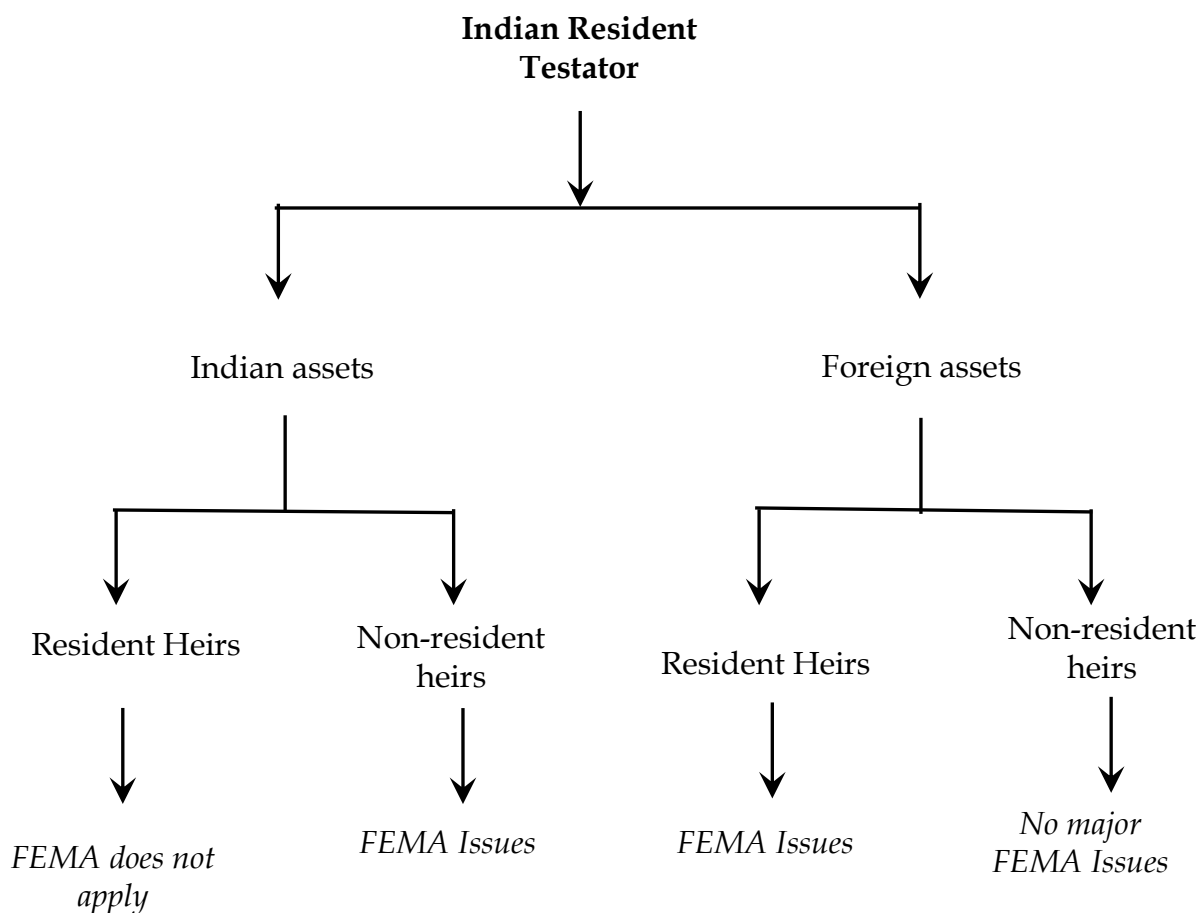 Indian Resident
Testator
Indian assets
Foreign assets
Resident Heirs
Non-resident
heirs
Resident Heirs
Non-resident
heirs
FEMA does not
apply
FEMA Issues
FEMA Issues
No major
FEMA Issues